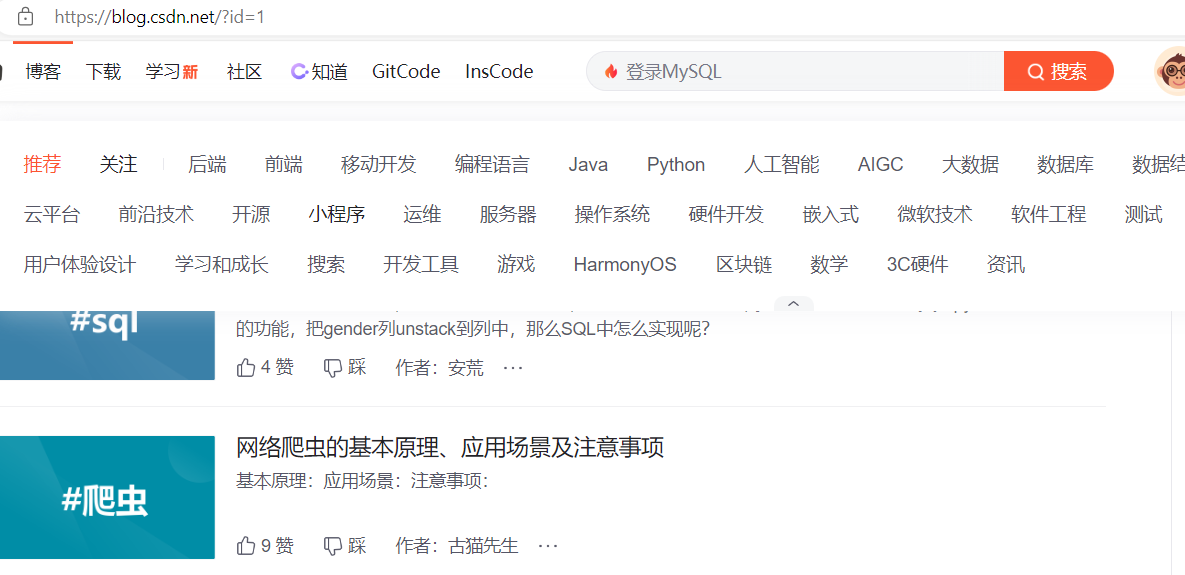 https://blog.csdn.net/?id=1
博客 下载 学习新 社区 C知道 GitCode InsCode 登录MySQL 搜索
推荐 关注 后端 前端 移动开发 编程语言 Java Python 人工智能 AIGC 大数据 数据库 数据结
云平台 前沿技术 开源 小程序 运维 服务器 操作系统 硬件开发 嵌入式 微软技术 软件工程 测试
用户体验设计 学习和成长 搜索 开发工具 游戏 HarmonyOS 区块链 数学 3C硬件 资讯
#sql
的功能，把gender列unstack到列中，那么SQL中怎么实现呢?
4 赞 踩 作者：安荒 ···
网络爬虫的基本原理、应用场景及注意事项
基本原理：应用场景：注意事项：
#爬虫
9 赞 踩 作者：古猫先生 ···